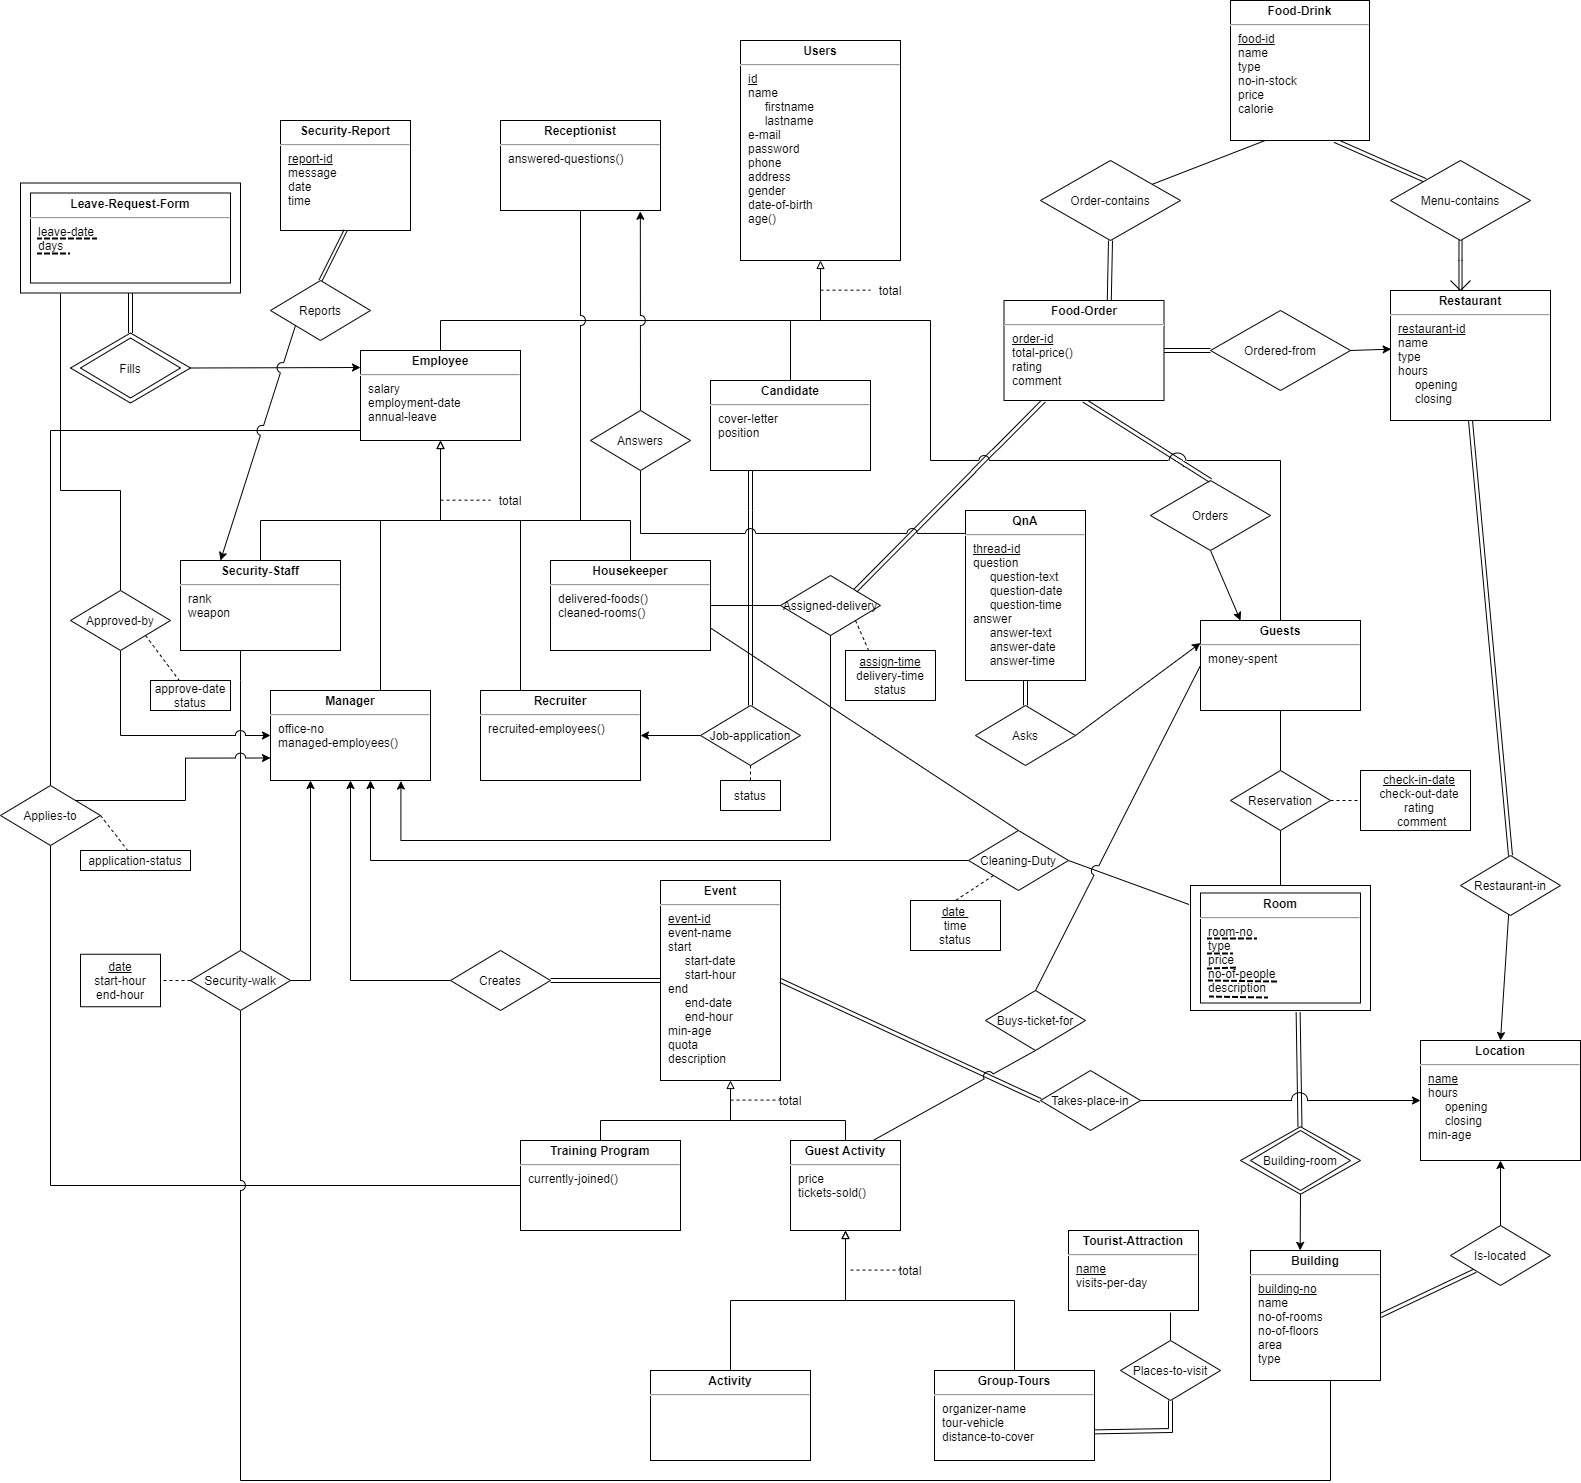 Food-Drink
food-id
name
type
no-in-stock
price
calorie
Users
id
name
firstname
lastname
e-mail
password
phone
address
gender
date-of-birth
age()
Security-Report
report-id
message
date
time
Receptionist
answered-questions()
Leave-Request-Form
leave-date
days
Order-contains
Menu-contains
total
Reports
Fills
Employee
salary
employment-date
annual-leave
Candidate
cover-letter
position
Food-Order
order-id
total-price()
rating
comment
Ordered-from
Restaurant
restaurant-id
name
type
hours
opening
closing
Answers
total
Orders
QnA
thread-id
question
question-text
question-date
question-time
answer
answer-text
answer-date
answer-time
Security-Staff
rank
weapon
Housekeeper
delivered-foods()
cleaned-rooms()
Assigned-delivery
assign-time
delivery-time
status
Approved-by
approve-date
status
Guests
money-spent
Manager
office-no
managed-employees()
Recruiter
recruited-employees()
Job-application
status
Asks
Reservation
check-in-date
check-out-date
rating
comment
Applies-to
application-status
Cleaning-Duty
date
time
status
Restaurant-in
Event
event-id
event-name
start
start-date
start-hour
end
end-date
end-hour
min-age
quota
description
Room
room-no
type
price
no-of-people
description
date
start-hour
end-hour
Security-walk
Creates
Buys-ticket-for
Location
name
hours
opening
closing
min-age
total
Takes-place-in
Training Program
currently-joined()
Guest Activity
price
tickets-sold()
Building-room
Tourist-Attraction
name
visits-per-day
Is-located
Building
building-no
name
no-of-rooms
no-of-floors
area
type
total
Activity
Group-Tours
organizer-name
tour-vehicle
distance-to-cover
Places-to-visit